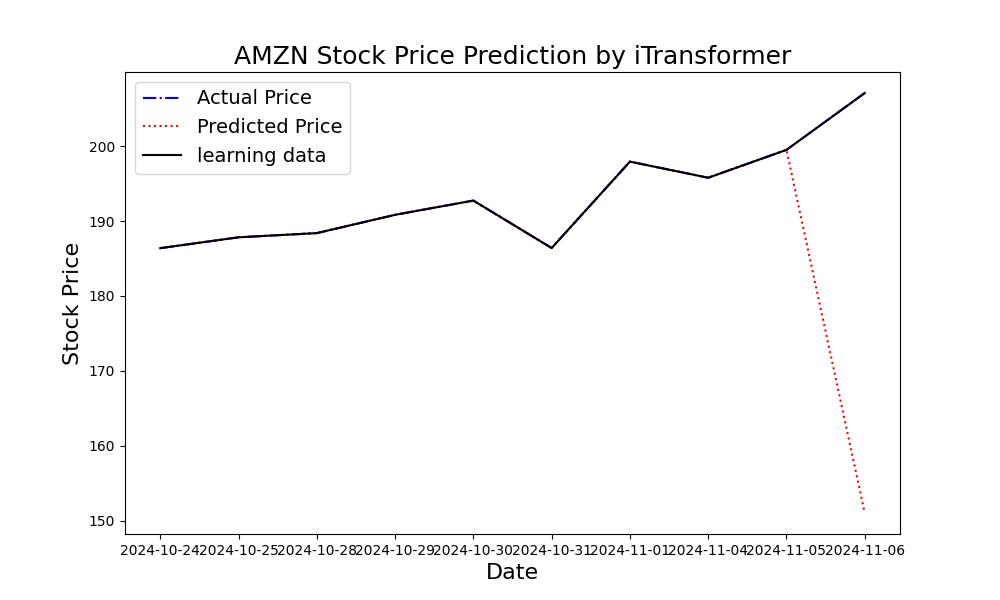 AMZN Stock Price Prediction by iTransformer
Actual Price
Predicted Price
learning data
200
190
180
170
160
150
Stock Price
2024-10-24 2024-10-25 2024-10-28 2024-10-29 2024-10-30 2024-10-31 2024-11-01 2024-11-04 2024-11-05 2024-11-06
Date